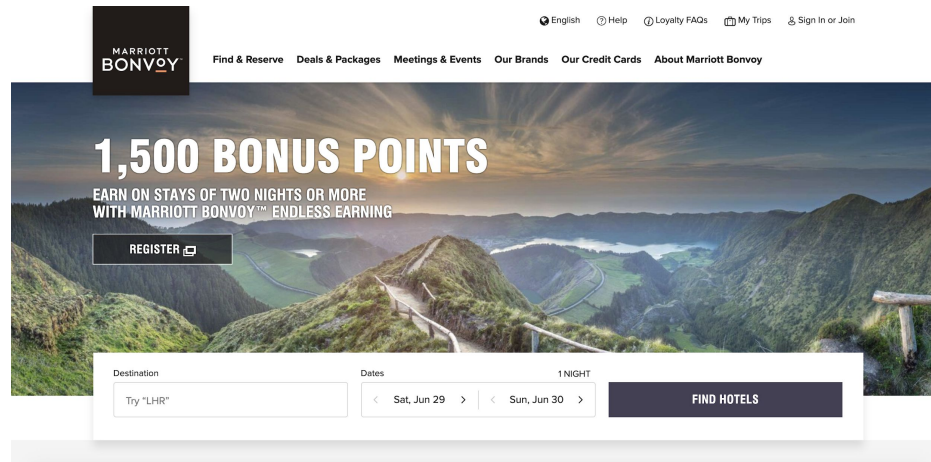 English
Help
Loyalty FAQs
My Trips
Sign In or Join
MARRIOTT
BONVOY™
Find & Reserve
Deals & Packages
Meetings & Events
Our Brands
Our Credit Cards
About Marriott Bonvoy
1,500 BONUS POINTS
EARN ON STAYS OF TWO NIGHTS OR MORE
WITH MARRIOTT BONVOY™ ENDLESS EARNING
REGISTER
Destination
Dates
1 NIGHT
Try "LHR"
Sat, Jun 29
Sun, Jun 30
FIND HOTELS